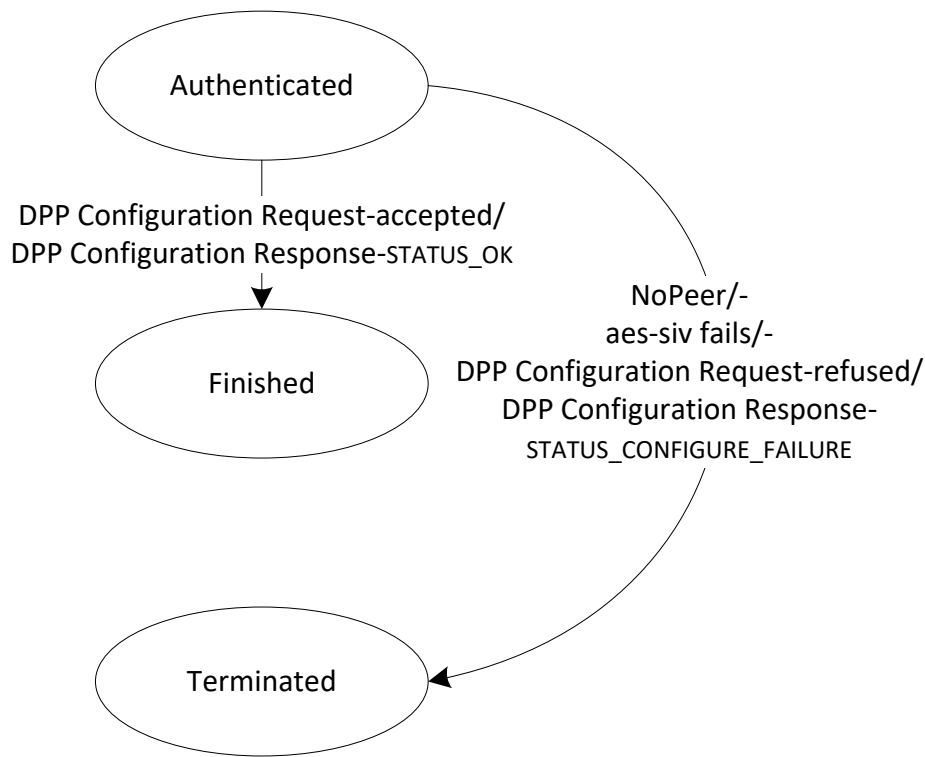 Authenticated
DPP Configuration Request-accepted/
DPP Configuration Response-STATUS_OK
Finished
NoPeer/-
aes-siv fails/-
DPP Configuration Request-refused/
DPP Configuration Response-
STATUS_CONFIGURE_FAILURE
Terminated